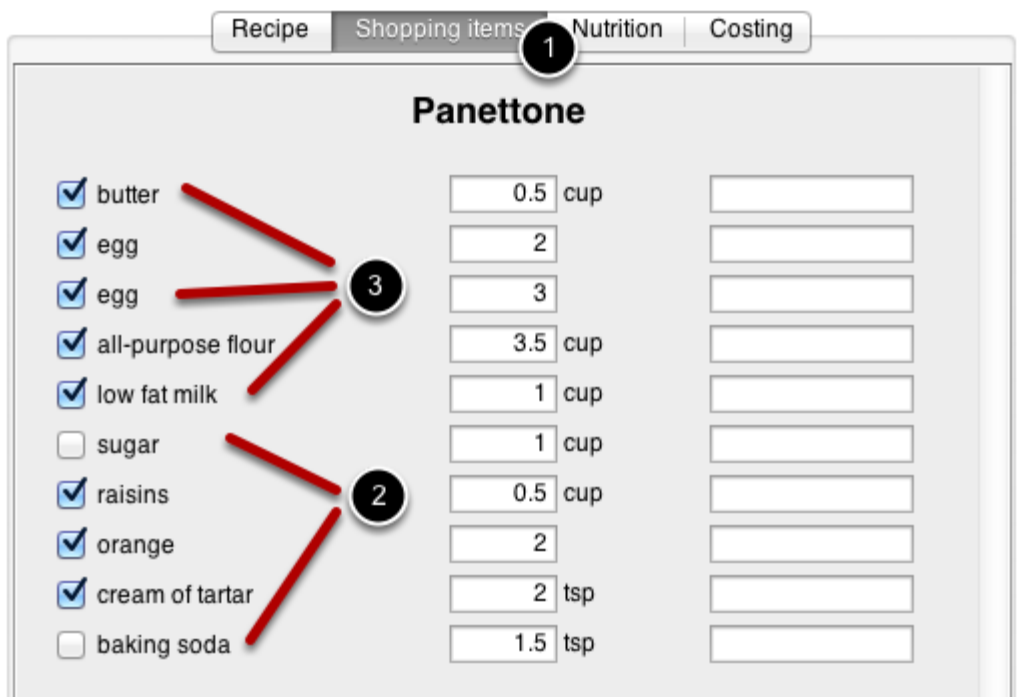 Recipe Shopping items Nutrition Costing
1
Panettone
butter 0.5 cup
egg 2
egg 3
3
all-purpose flour 3.5 cup
low fat milk 1 cup
sugar 1 cup
raisins 0.5 cup
2
orange 2
cream of tartar 2 tsp
baking soda 1.5 tsp